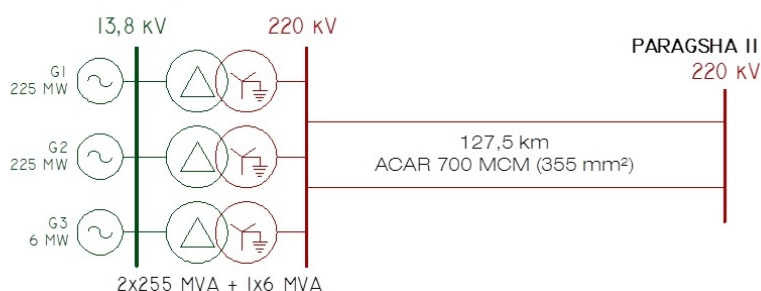 13,8 kV
220 kV
PARAGSHA II
220 kV
G1
225 MW
G2
225 MW
G3
6 MW
127,5 km
ACAR 700 MCM (355 mm²)
2x255 MVA + 1x6 MVA